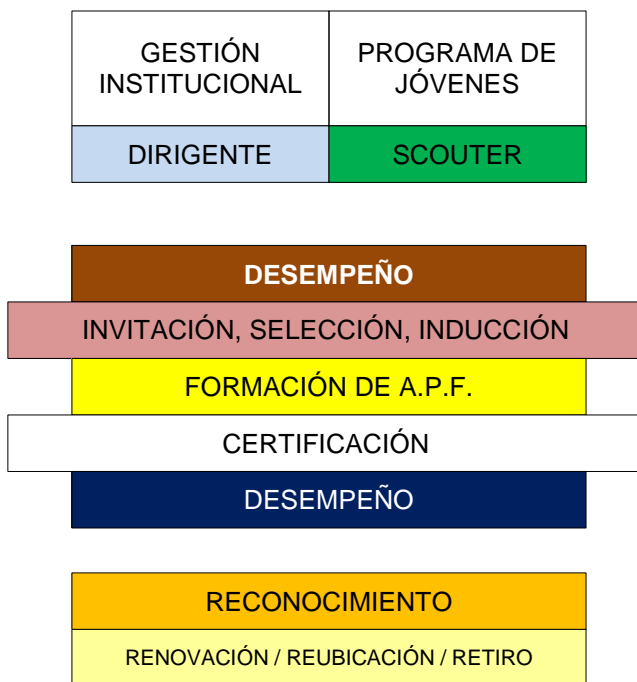 GESTIÓN
INSTITUCIONAL
PROGRAMA DE
JÓVENES
DIRIGENTE
SCOUTER
DESEMPEÑO
INVITACIÓN, SELECCIÓN, INDUCCIÓN
FORMACIÓN DE A.P.F.
CERTIFICACIÓN
DESEMPEÑO
RECONOCIMIENTO
RENOVACIÓN / REUBICACIÓN / RETIRO